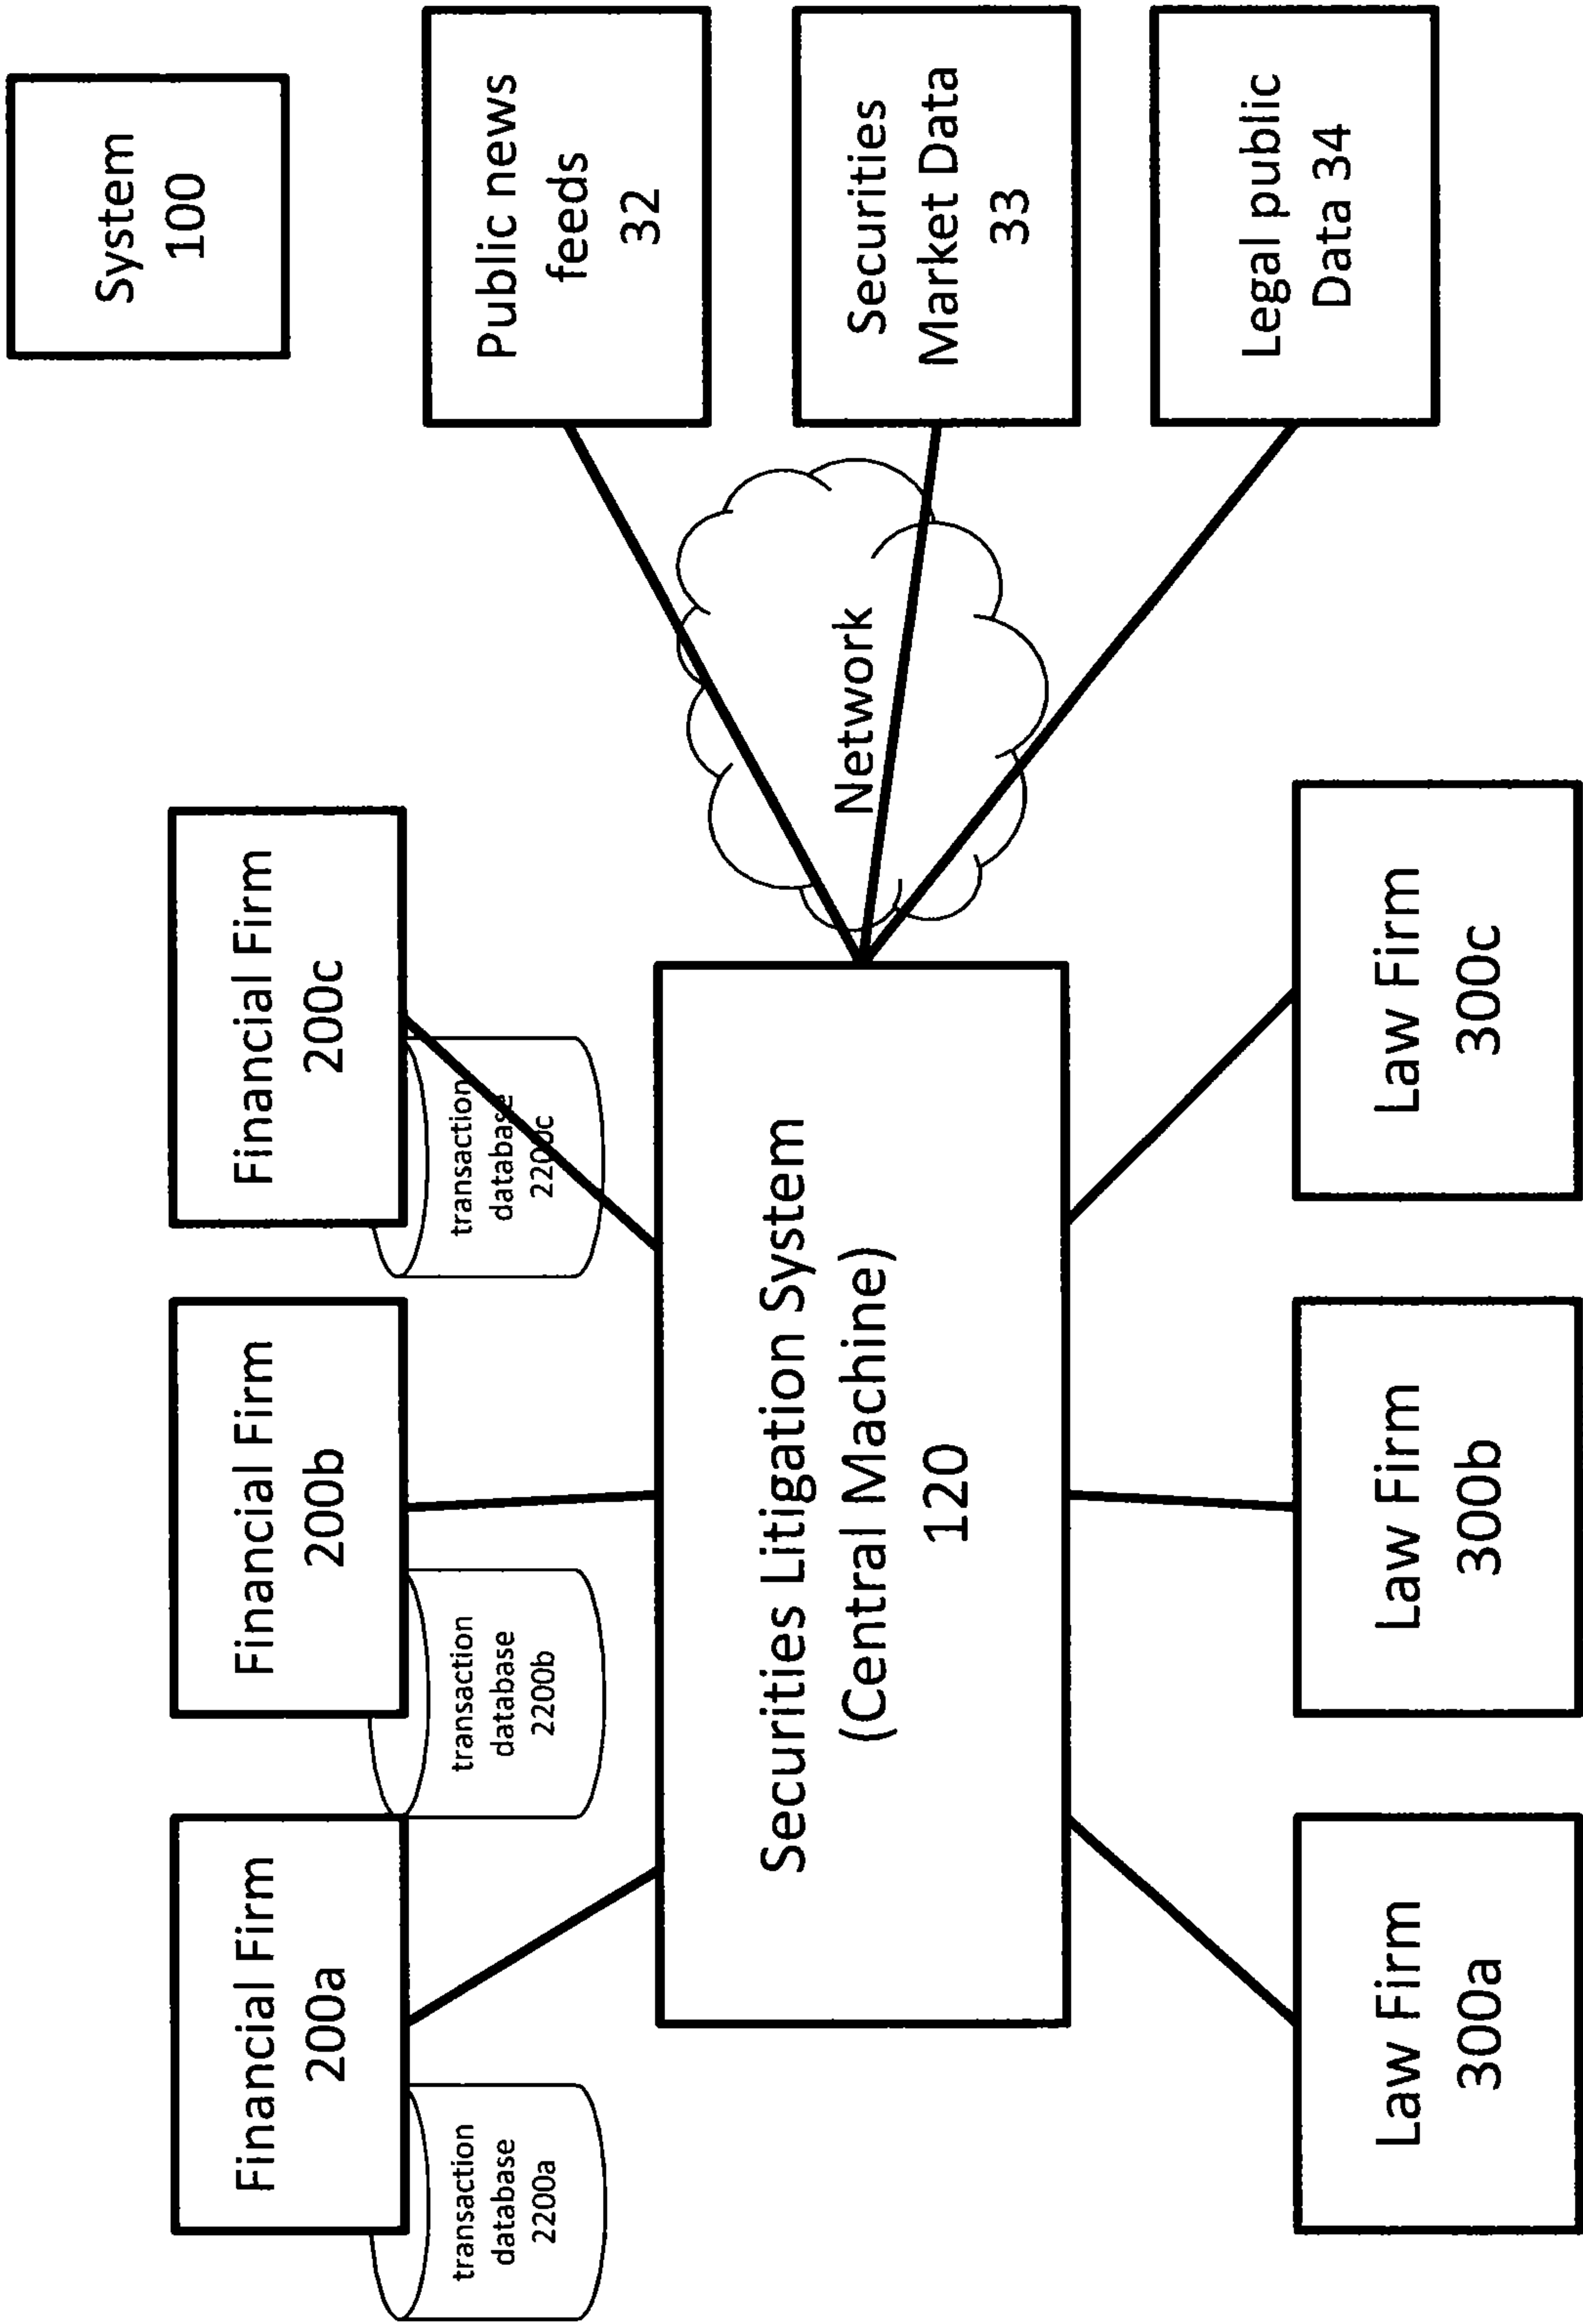 System
100
Financial Firm
200a
Financial Firm
200b
Financial Firm
200c
transaction
database
2200a
transaction
database
2200b
transaction
database
2200c
Public news
feeds
32
Securities Litigation System
(Central Machine)
120
Network
Securities
Market Data
33
Legal public
Data 34
Law Firm
300a
Law Firm
300b
Law Firm
300c